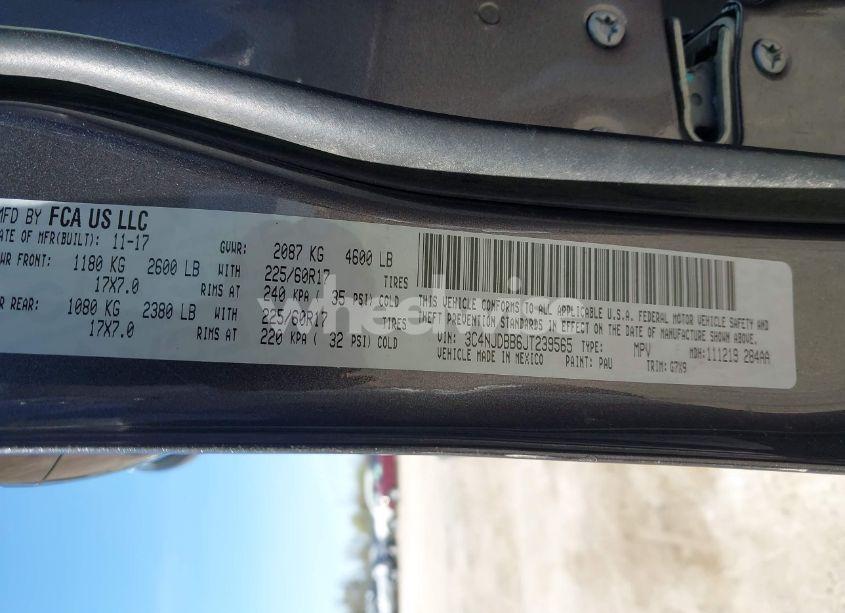 MFD BY FCA US LLC
DATE OF MFR(BUILT): 11-17 GVWR: 2087 KG 4600 LB
WR FRONT: 1180 KG 2600 LB WITH 225/60R17 TIRES
17X7.0 RIMS AT 240 KPA ( 35 PSI) COLD
R REAR: 1080 KG 2380 LB WITH 225/60R17 TIRES
17X7.0 RIMS AT 220 KPA ( 32 PSI) COLD
THIS VEHICLE CONFORMS TO ALL APPLICABLE U.S.A. FEDERAL MOTOR VEHICLE SAFETY AND
THEFT PREVENTION STANDARDS IN EFFECT ON THE DATE OF MANUFACTURE SHOWN ABOVE.
VIN: 3C4NJDBB6JT239565 TYPE: MPV MDH: 111219 284AA
VEHICLE MADE IN MEXICO PAINT: PAU TRIM: G7X9
wheelwire